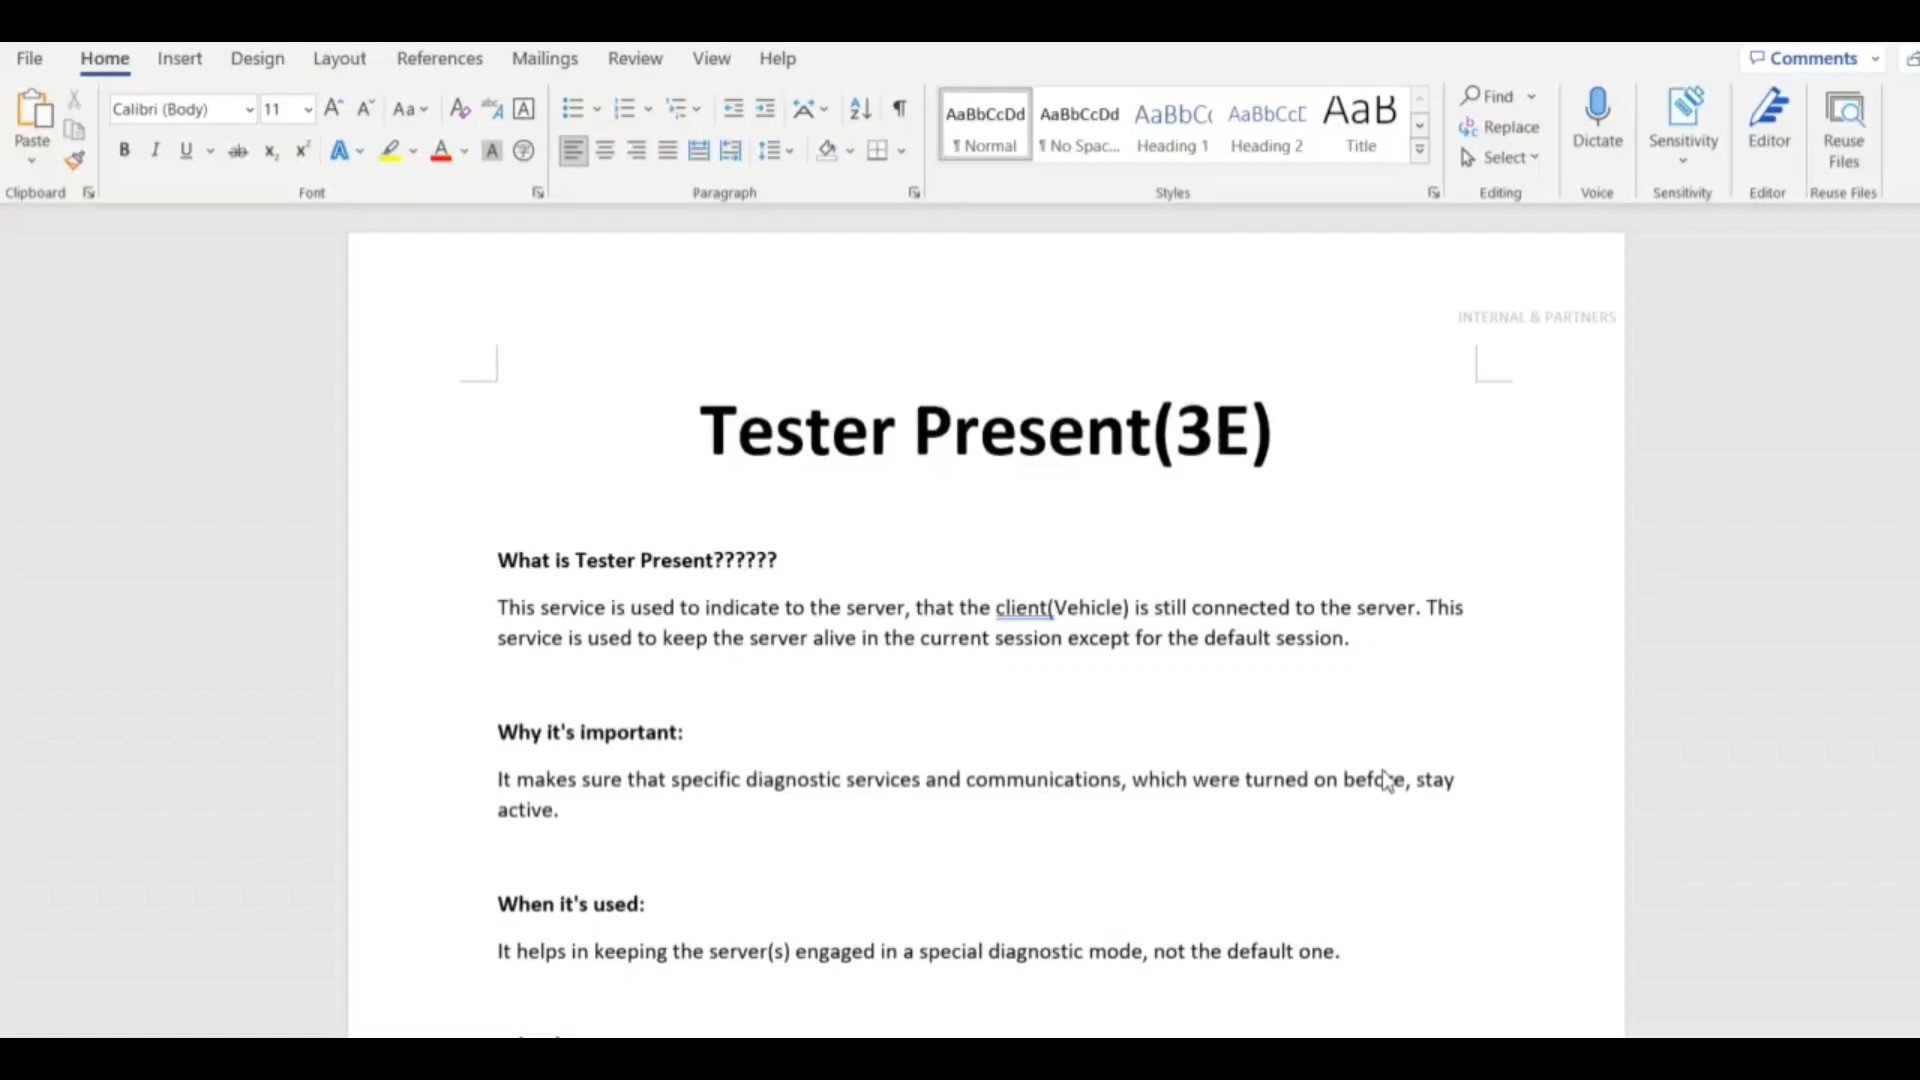 File Home Insert Design Layout References Mailings Review View Help Comments
Calibri (Body) 11 Aa AaBbCcDd AaBbCcDd AaBbC AaBbCcD AaB Find
Paste Replace Dictate Sensitivity Editor Reuse Files
B I U ab Normal No Spac... Heading 1 Heading 2 Title Select
Clipboard Font Paragraph Styles Editing Voice Sensitivity Editor Reuse Files
INTERNAL & PARTNERS
Tester Present(3E)
What is Tester Present??????
This service is used to indicate to the server, that the client(Vehicle) is still connected to the server. This
service is used to keep the server alive in the current session except for the default session.
Why it's important:
It makes sure that specific diagnostic services and communications, which were turned on before, stay
active.
When it's used:
It helps in keeping the server(s) engaged in a special diagnostic mode, not the default one.